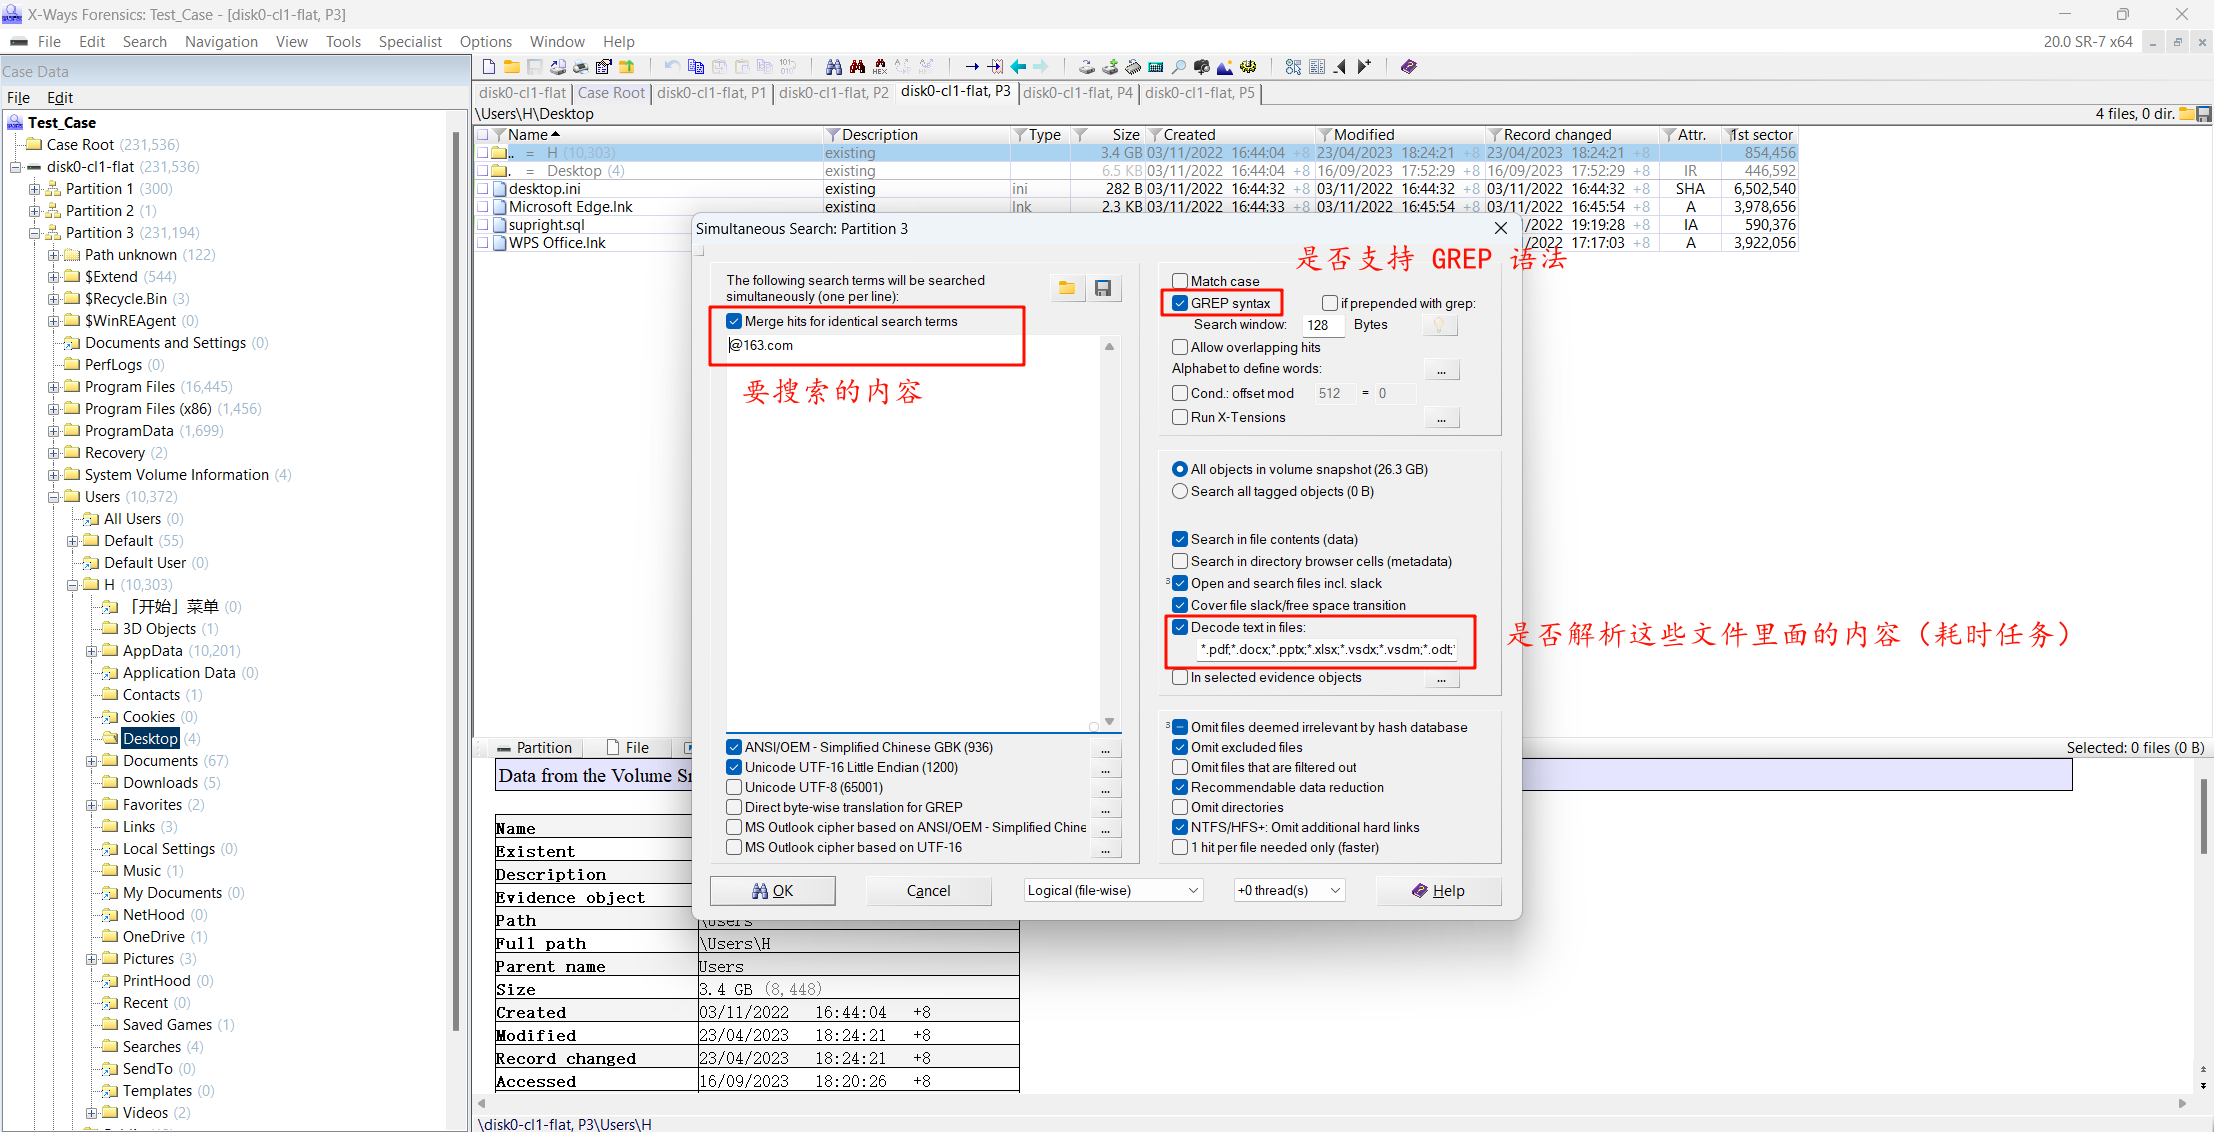 X-Ways Forensics: Test_Case - [disk0-cl1-flat, P3]
File Edit Search Navigation View Tools Specialist Options Window Help
20.0 SR-7 x64
Case Data
File Edit
Test_Case
Case Root (231,536)
disk0-cl1-flat (231,536)
Partition 1 (300)
Partition 2 (1)
Partition 3 (231,194)
Path unknown (122)
$Extend (544)
$Recycle.Bin (3)
$WinREAgent (0)
Documents and Settings (0)
PerfLogs (0)
Program Files (16,445)
Program Files (x86) (1,456)
ProgramData (1,699)
Recovery (2)
System Volume Information (4)
Users (10,372)
All Users (0)
Default (55)
Default User (0)
H (10,303)
「开始」菜单 (0)
3D Objects (1)
AppData (10,201)
Application Data (0)
Contacts (1)
Cookies (0)
Desktop (4)
Documents (67)
Downloads (5)
Favorites (2)
Links (3)
Local Settings (0)
Music (1)
My Documents (0)
NetHood (0)
OneDrive (1)
Pictures (3)
PrintHood (0)
Recent (0)
Saved Games (1)
Searches (4)
SendTo (0)
Templates (0)
Videos (2)
disk0-cl1-flat Case Root disk0-cl1-flat, P1 disk0-cl1-flat, P2 disk0-cl1-flat, P3 disk0-cl1-flat, P4 disk0-cl1-flat, P5
\Users\H\Desktop
4 files, 0 dir.
Name Description Type Size Created Modified Record changed Attr. 1st sector
.. = H (10,303) existing 3.4 GB 03/11/2022 16:44:04 +8 23/04/2023 18:24:21 +8 23/04/2023 18:24:21 +8 854,456
. = Desktop (4) existing 6.5 KB 03/11/2022 16:44:04 +8 16/09/2023 17:52:29 +8 16/09/2023 17:52:29 +8 IR 446,592
desktop.ini existing ini 282 B 03/11/2022 16:44:32 +8 03/11/2022 16:44:32 +8 03/11/2022 16:44:32 +8 SHA 6,502,540
Microsoft Edge.lnk existing lnk 2.3 KB 03/11/2022 16:44:33 +8 03/11/2022 16:45:54 +8 03/11/2022 16:45:54 +8 A 3,978,656
supright.sql 1/2022 19:19:28 +8 IA 590,376
WPS Office.lnk 1/2022 17:17:03 +8 A 3,922,056
Simultaneous Search: Partition 3
是否支持 GREP 语法
The following search terms will be searched
simultaneously (one per line):
Merge hits for identical search terms
@163.com
要搜索的内容
ANSI/OEM - Simplified Chinese GBK (936) ...
Unicode UTF-16 Little Endian (1200) ...
Unicode UTF-8 (65001) ...
Direct byte-wise translation for GREP ...
MS Outlook cipher based on ANSI/OEM - Simplified Chine ...
MS Outlook cipher based on UTF-16 ...
Match case
GREP syntax if prepended with grep:
Search window: 128 Bytes
Allow overlapping hits
Alphabet to define words: ...
Cond.: offset mod 512 = 0
Run X-Tensions ...
All objects in volume snapshot (26.3 GB)
Search all tagged objects (0 B)
Search in file contents (data)
Search in directory browser cells (metadata)
3 Open and search files incl. slack
Cover file slack/free space transition
Decode text in files:
*.pdf;*.docx;*.pptx;*.xlsx;*.vsdx;*.vsdm;*.odt;*
是否解析这些文件里面的内容（耗时任务）
In selected evidence objects ...
3 Omit files deemed irrelevant by hash database
Omit excluded files
Omit files that are filtered out
Recommendable data reduction
Omit directories
NTFS/HFS+: Omit additional hard links
1 hit per file needed only (faster)
OK Cancel Logical (file-wise) +0 thread(s) Help
Partition File
Selected: 0 files (0 B)
Data from the Volume Sn
Name
Existent
Description
Evidence object
Path \Users
Full path \Users\H
Parent name Users
Size 3.4 GB (8,448)
Created 03/11/2022 16:44:04 +8
Modified 23/04/2023 18:24:21 +8
Record changed 23/04/2023 18:24:21 +8
Accessed 16/09/2023 18:20:26 +8
\disk0-cl1-flat, P3\Users\H